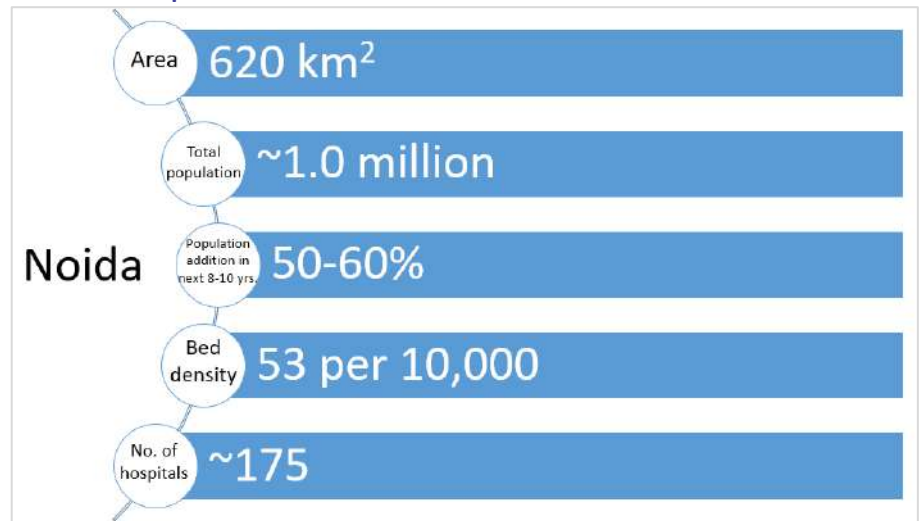 Area
620 km²
Total
population
~1.0 million
Noida
Population
addition in
next 8-10 yrs.
50-60%
Bed
density
53 per 10,000
No. of
hospitals
~175